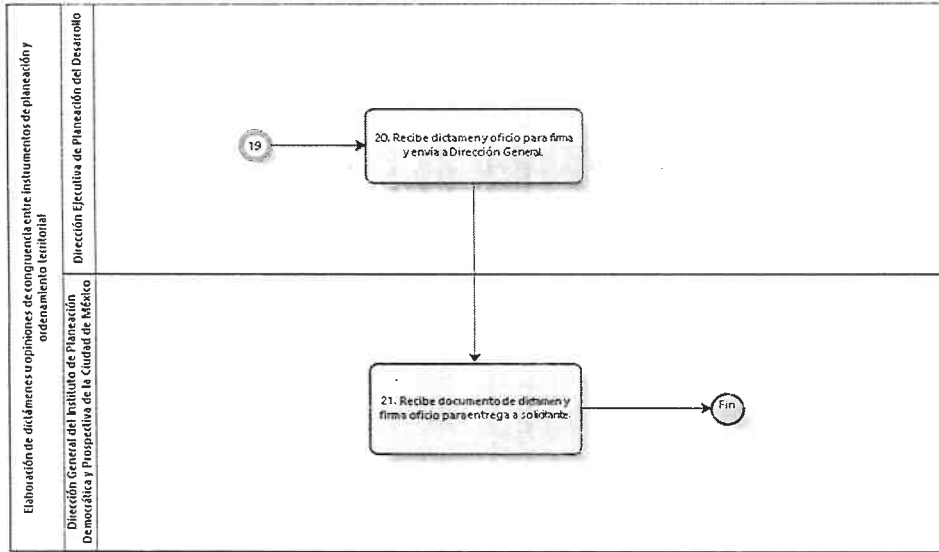 Elaboración de dictámenes u opiniones de congruencia entre instrumentos de planeación y
ordenamiento territorial
Dirección Ejecutiva de Planeación del Desarrollo
19
20. Recibe dictamen y oficio para firma
y envía a Dirección General.
Dirección General del Instituto de Planeación
Democrática y Prospectiva de la Ciudad de México
21. Recibe documento de dictamen y
firma oficio para entrega a solicitante.
Fin